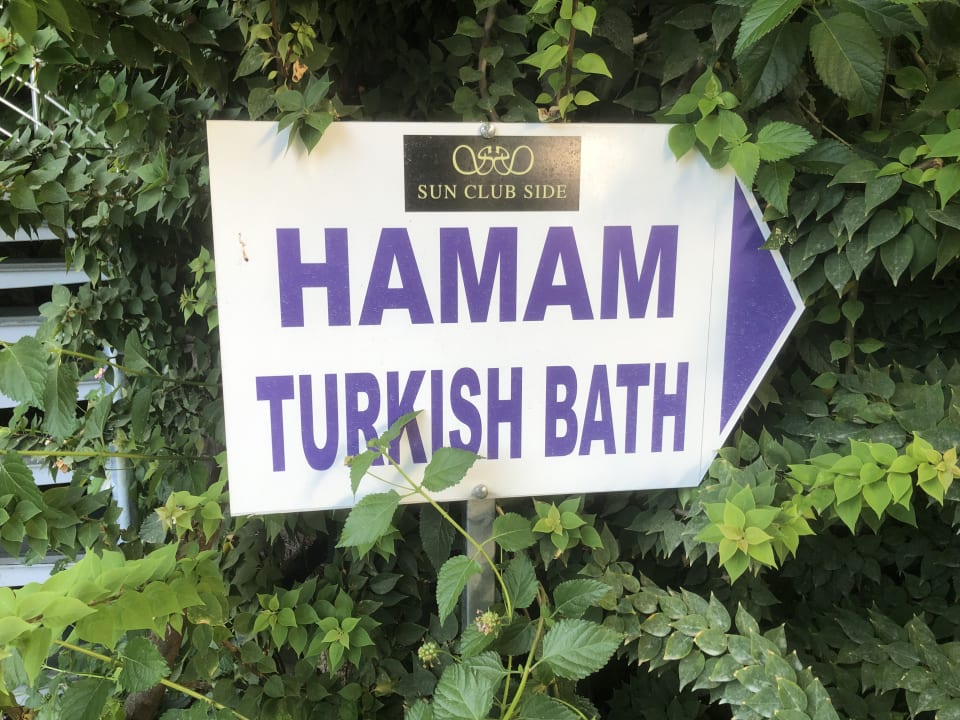 SUN CLUB SIDE
HAMAM
TURKISH BATH